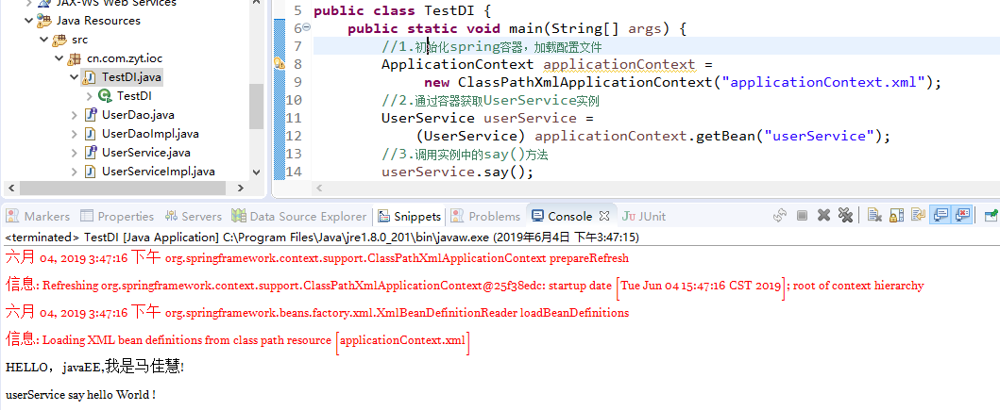 JAX-WS Web Services
Java Resources
src
cn.com.zyt.ioc
TestDI.java
TestDI
UserDao.java
UserDaoImpl.java
UserService.java
UserServiceImpl.java
5 public class TestDI {
6 public static void main(String[] args) {
7 //1.初始化spring容器，加载配置文件
8 ApplicationContext applicationContext =
9 new ClassPathXmlApplicationContext("applicationContext.xml");
10 //2.通过容器获取UserService实例
11 UserService userService =
12 (UserService) applicationContext.getBean("userService");
13 //3.调用实例中的say()方法
14 userService.say();
Markers Properties Servers Data Source Explorer Snippets Problems Console JUnit
<terminated> TestDI [Java Application] C:\Program Files\Java\jre1.8.0_201\bin\javaw.exe (2019年6月4日 下午3:47:15)
六月 04, 2019 3:47:16 下午 org.springframework.context.support.ClassPathXmlApplicationContext prepareRefresh
信息: Refreshing org.springframework.context.support.ClassPathXmlApplicationContext@25f38edc: startup date [Tue Jun 04 15:47:16 CST 2019]; root of context hierarchy
六月 04, 2019 3:47:16 下午 org.springframework.beans.factory.xml.XmlBeanDefinitionReader loadBeanDefinitions
信息: Loading XML bean definitions from class path resource [applicationContext.xml]
HELLO，javaEE,我是马佳慧!
userService say hello World !